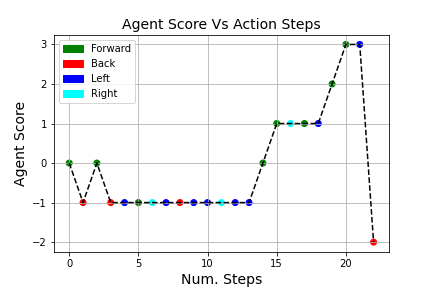 Agent Score Vs Action Steps
Forward
Back
Left
Right
3
2
1
0
−1
−2
Agent Score
0 5 10 15 20
Num. Steps